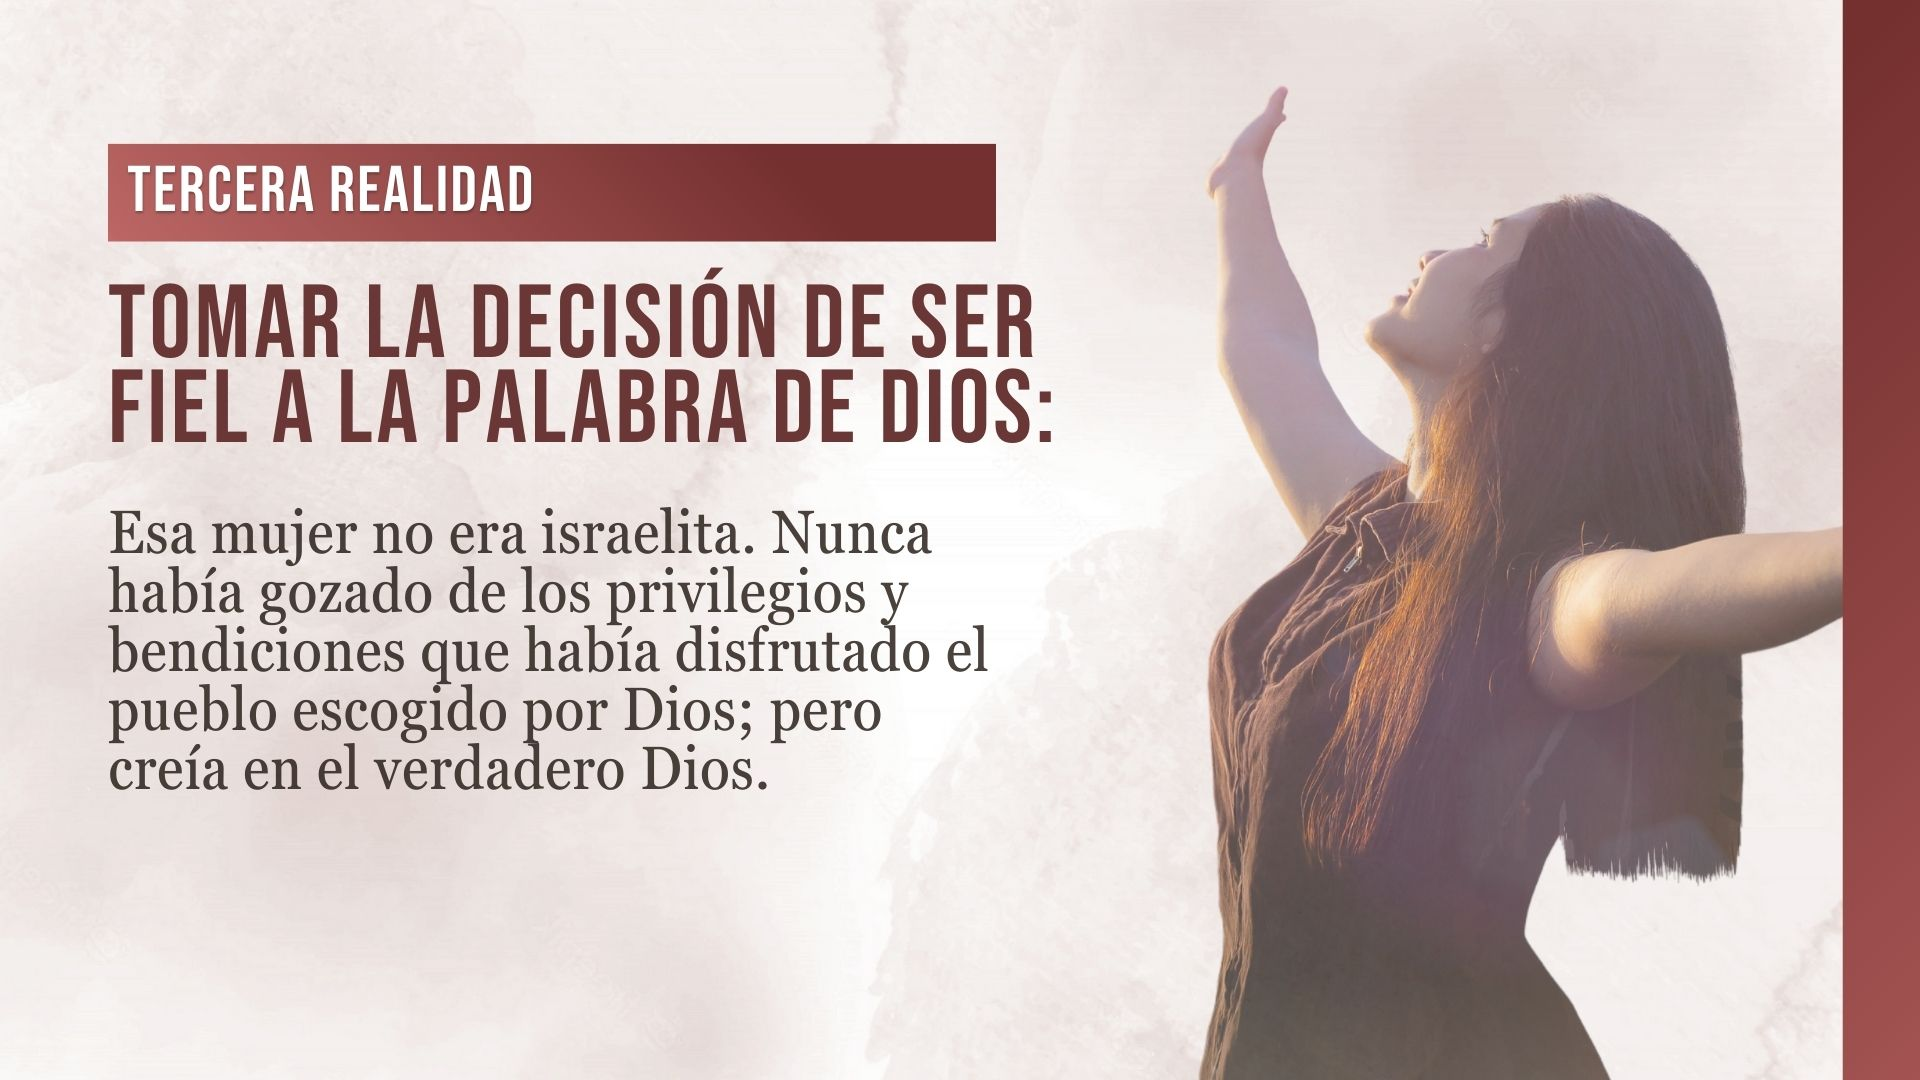 TERCERA REALIDAD
TOMAR LA DECISIÓN DE SER
FIEL A LA PALABRA DE DIOS:
Esa mujer no era israelita. Nunca
había gozado de los privilegios y
bendiciones que había disfrutado el
pueblo escogido por Dios; pero
creía en el verdadero Dios.